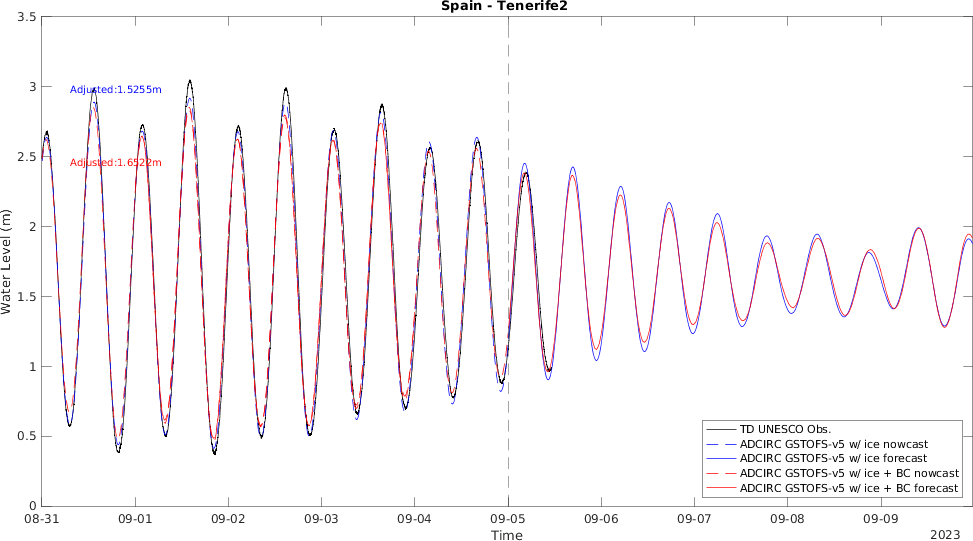 Spain - Tenerife2
3.5
3
2.5
2
1.5
1
0.5
0
Water Level (m)
Adjusted:1.5255m
Adjusted:1.6522m
TD UNESCO Obs.
ADCIRC GSTOFS-v5 w/ ice nowcast
ADCIRC GSTOFS-v5 w/ ice forecast
ADCIRC GSTOFS-v5 w/ ice + BC nowcast
ADCIRC GSTOFS-v5 w/ ice + BC forecast
08-31 09-01 09-02 09-03 09-04 09-05 09-06 09-07 09-08 09-09
Time
2023